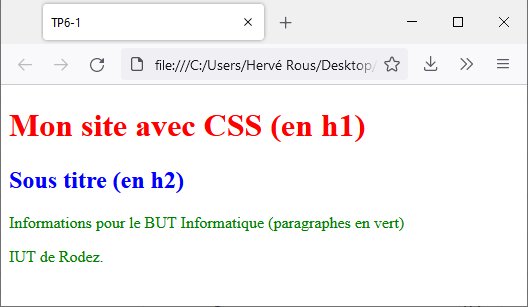 TP6-1
file:///C:/Users/Hervé Rous/Desktop/
Mon site avec CSS (en h1)
Sous titre (en h2)
Informations pour le BUT Informatique (paragraphes en vert)
IUT de Rodez.